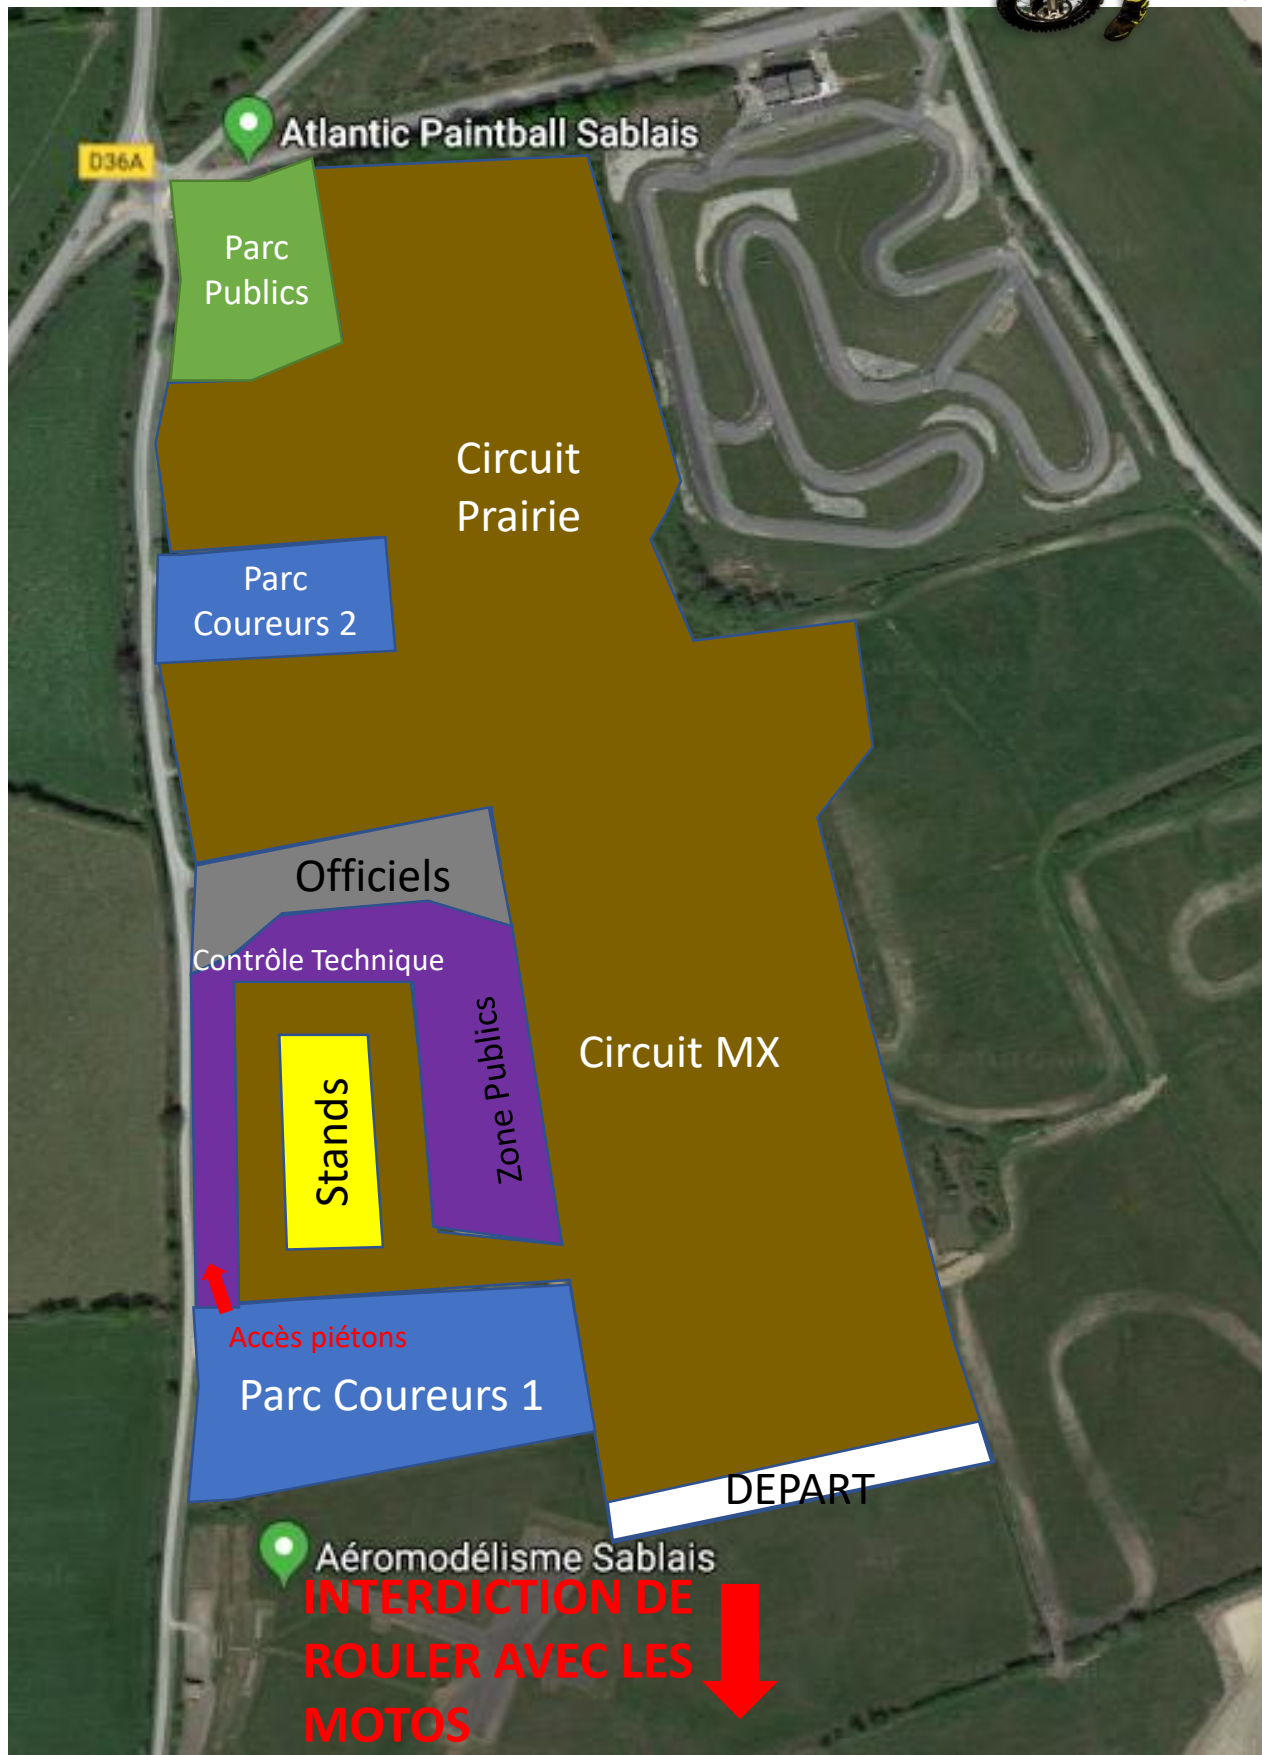 Atlantic Paintball Sablais
D36A
Parc
Publics
Circuit
Prairie
Parc
Coureurs 2
Officiels
Contrôle Technique
Zone Publics
Circuit MX
Stands
Accès piétons
Parc Coureurs 1
DEPART
Aéromodélisme Sablais
INTERDICTION DE
ROULER AVEC LES
MOTOS